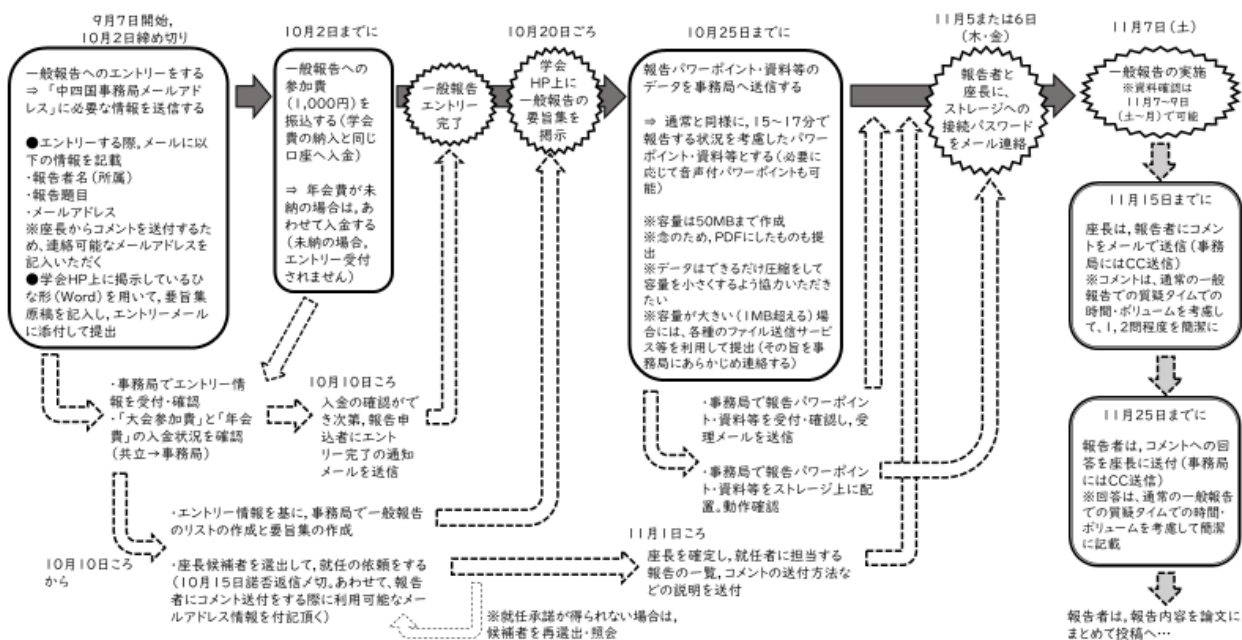 9月7日開始,
10月2日締め切り
一般報告へのエントリーをする
⇒ 「中四国事務局メールアド
レス」に必要な情報を送信する
●エントリーする際,メールに以
下の情報を記載
・報告者名(所属)
・報告題目
・メールアドレス
※座長からコメントを送付するた
め、連絡可能なメールアドレスを
記入いただく
●学会HP上に掲示しているひ
な形(Word)を用いて,要旨集
原稿を記入し,エントリーメール
に添付して提出
10月2日までに
一般報告への
参加費
(1,000円)を
振込する(学会
費の納入と同じ
口座へ入金)
⇒ 年会費が未
納の場合は,あ
わせて入金する
(未納の場合,
エントリー受付
されません)
一般報告
エントリー
完了
10月20日ごろ
学会
HP上に
一般報告の
要旨集を
掲示
10月25日までに
報告パワーポイント・資料等の
データを事務局へ送信する
⇒ 通常と同様に,15~17分で
報告する状況を考慮したパワー
ポイント・資料等とする(必要に
応じて音声付パワーポイントも可
能)
※容量は50MBまで作成
※念のため,PDFにしたものも提
出
※データはできるだけ圧縮をして
容量を小さくするよう協力いただき
たい
※容量が大きい(1MB超える)場
合には、各種のファイル送信サービ
ス等を利用して提出(その旨を事
務局にあらかじめ連絡する)
11月5または6日
(木・金)
報告者と
座長に,
ストレージへの
接続パスワード
をメール連絡
11月7日(土)
一般報告の実施
※資料確認は
11月7~9日
(土~月)で可能
11月15日までに
座長は,報告者にコメン
トをメールで送信(事務
局にはCC送信)
※コメントは,通常の一般
報告での質疑タイムでの
時間・ボリュームを考慮し
て、1,2問程度を簡潔に
11月25日までに
報告者は,コメントへの回
答を座長に送付(事務局
にはCC送信)
※回答は,通常の一般報告
での質疑タイムでの時間・
ボリュームを考慮して簡潔
に記載
報告者は,報告内容を論文に
まとめて投稿へ…
・事務局でエントリー情
報を受付・確認
・「大会参加費」と「年会
費」の入金状況を確認
(共立→事務局)
10月10日ころ
入金の確認がで
き次第,報告申
込者にエント
リー完了の通知
メールを送信
・事務局で報告パワーポイン
ト・資料等を受付・確認し,受
理メールを送信
・事務局で報告パワーポイン
ト・資料等をストレージ上に配
置。動作確認
・エントリー情報を基に,事務局で一般報告
のリストの作成と要旨集の作成
10月10日ころ
から
・座長候補者を選出して,就任の依頼をする
(10月15日諾否返信〆切。あわせて,報告
者にコメント送付をする際に利用可能なメー
ルアドレス情報を付記頂く)
※就任承諾が得られない場合は,
候補者を再選出・照会
11月1日ころ
座長を確定し,就任者に担当する
報告の一覧,コメントの送付方法な
どの説明を送付